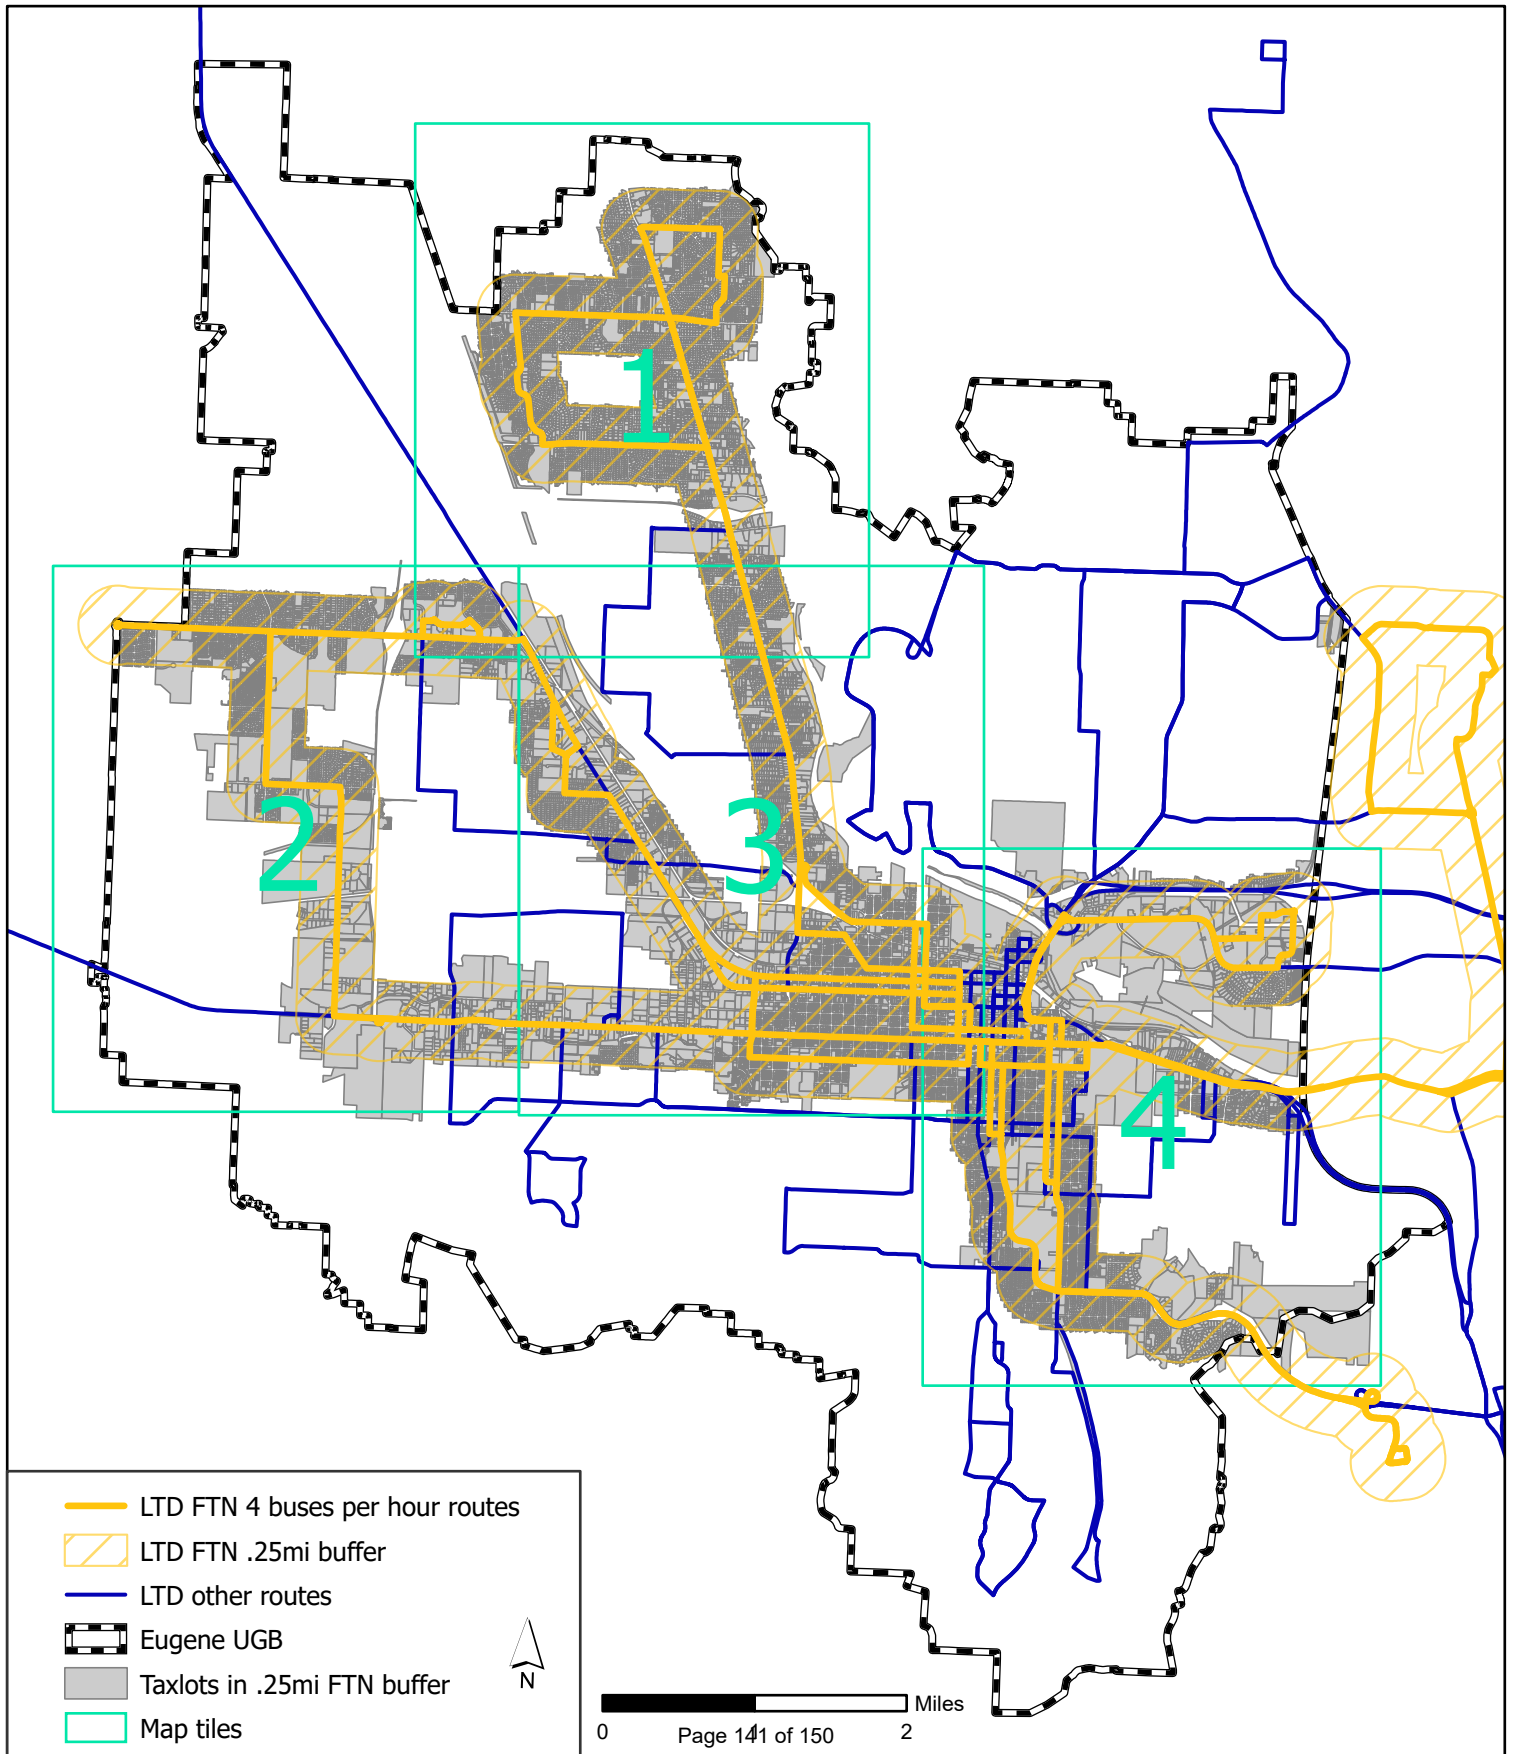 1
2
3
4
LTD FTN 4 buses per hour routes
LTD FTN .25mi buffer
LTD other routes
Eugene UGB
Taxlots in .25mi FTN buffer
Map tiles
N
Miles
0 1 2
Page 141 of 150